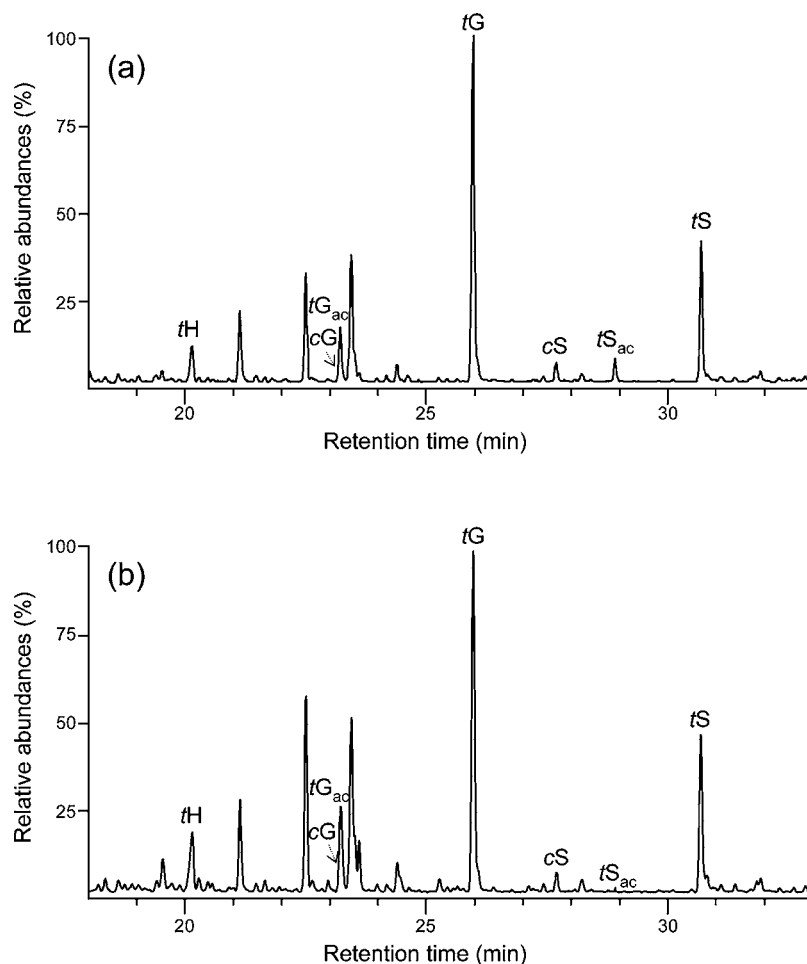 (a)
Relative abundances (%)
100
75
50
25
tG
tS
tH
tGac
cG
cS
tSac
20
25
30
Retention time (min)
(b)
Relative abundances (%)
100
75
50
25
tG
tS
tH
tGac
cG
cS
tSac
20
25
30
Retention time (min)